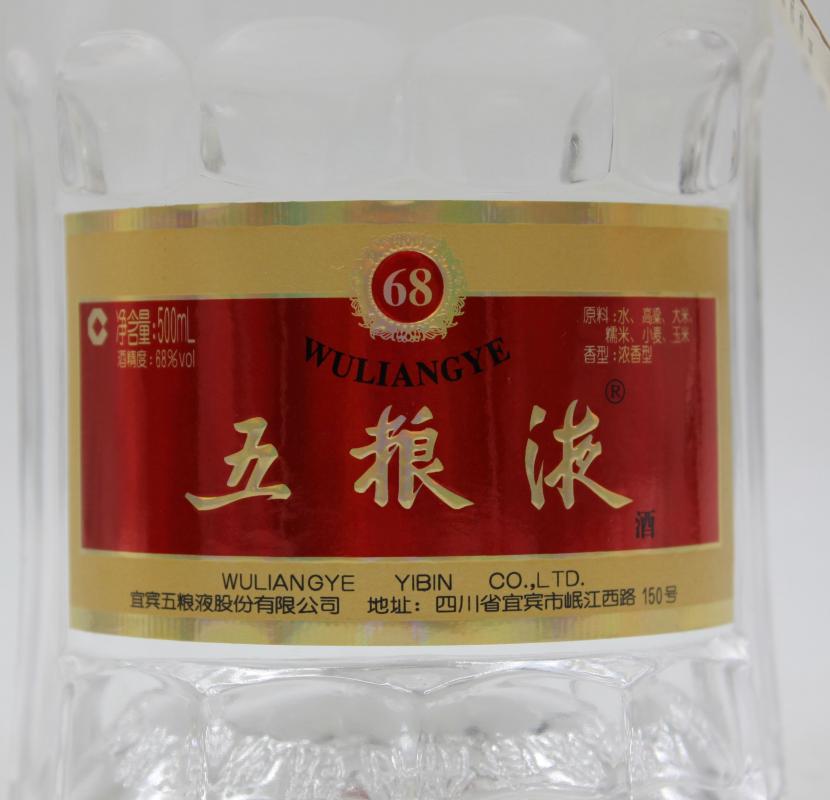 68
WULIANGYE
净含量:500mL
酒精度:68%vol
原料:水、高粱、大米、
糯米、小麦、玉米
香型:浓香型
五粮液®
酒
WULIANGYE YIBIN CO.,LTD.
宜宾五粮液股份有限公司 地址：四川省宜宾市岷江西路 150号